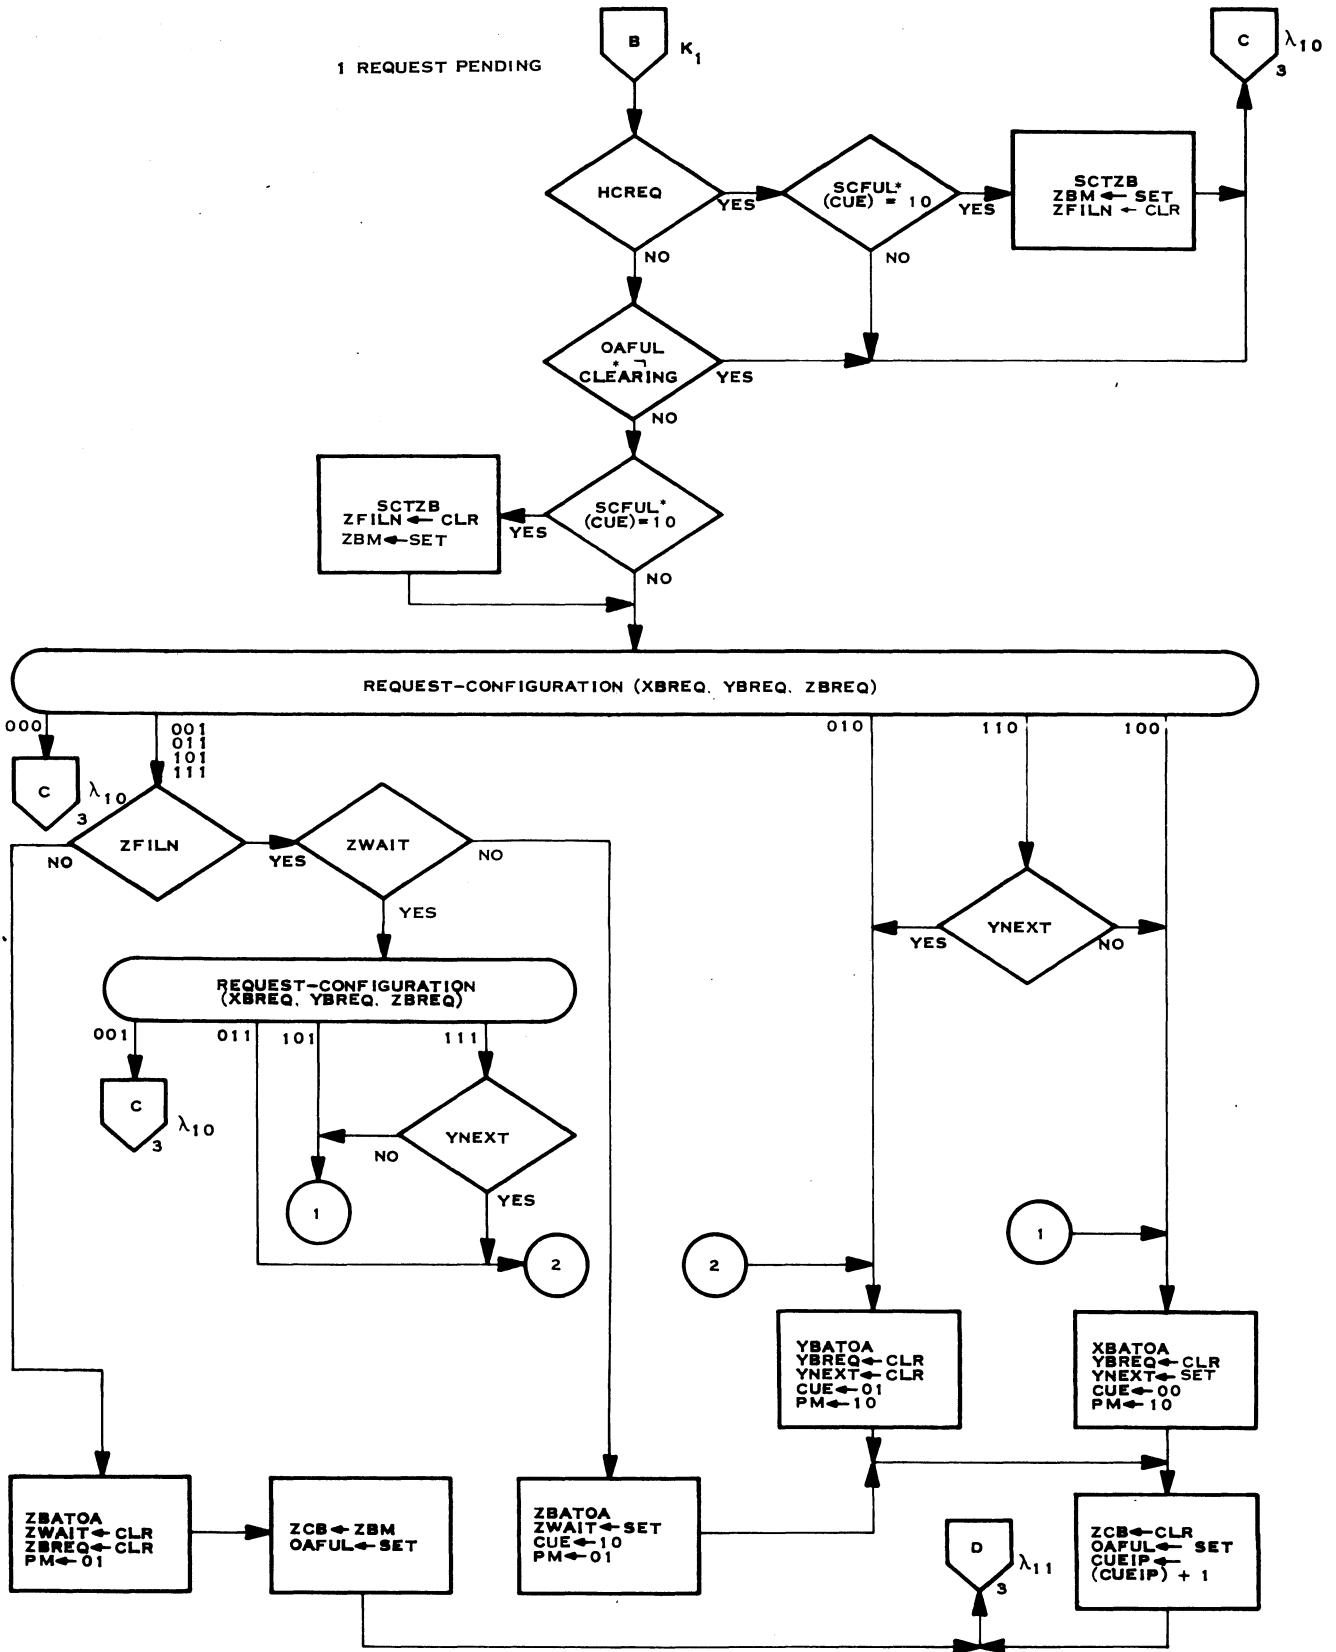 B
K1
C
λ10
3
1 REQUEST PENDING
HCREQ
YES
NO
SCFUL*
(CUE) = 10
YES
NO
SCTZB
ZBM ← SET
ZFILN ← CLR
OAFUL
* ¬
CLEARING
YES
NO
SCTZB
ZFILN ← CLR
ZBM ← SET
YES
SCFUL*
(CUE)=10
NO
REQUEST-CONFIGURATION (XBREQ, YBREQ, ZBREQ)
000
001
011
101
111
010
110
100
C
λ10
3
ZFILN
NO
YES
ZWAIT
NO
YES
YNEXT
YES
NO
REQUEST-CONFIGURATION
(XBREQ, YBREQ, ZBREQ)
001
011
101
111
C
λ10
3
YNEXT
NO
YES
1
2
2
1
YBATOA
YBREQ ← CLR
YNEXT ← CLR
CUE ← 01
PM ← 10
XBATOA
YBREQ ← CLR
YNEXT ← SET
CUE ← 00
PM ← 10
ZBATOA
ZWAIT ← CLR
ZBREQ ← CLR
PM ← 01
ZCB ← ZBM
OAFUL ← SET
ZBATOA
ZWAIT ← SET
CUE ← 10
PM ← 01
D
λ11
3
ZCB ← CLR
OAFUL ← SET
CUEIP ←
(CUEIP) + 1